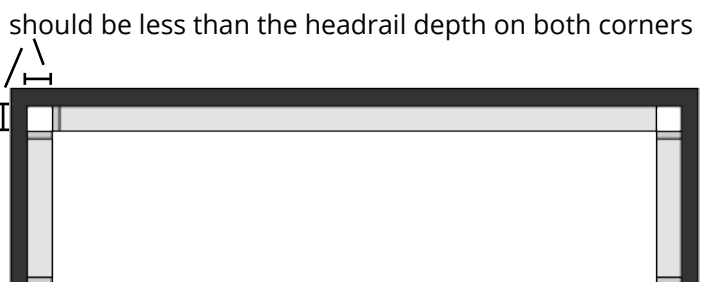 should be less than the headrail depth on both corners